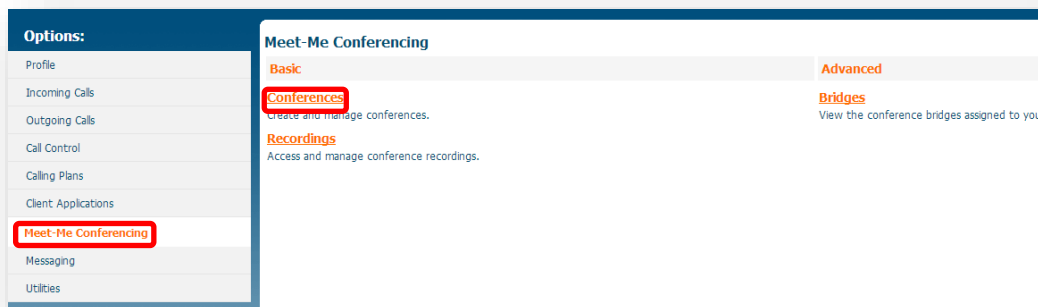 Options:
Profile
Incoming Calls
Outgoing Calls
Call Control
Calling Plans
Client Applications
Meet-Me Conferencing
Messaging
Utilities
Meet-Me Conferencing
Basic
Conferences
Create and manage conferences.
Recordings
Access and manage conference recordings.
Advanced
Bridges
View the conference bridges assigned to you